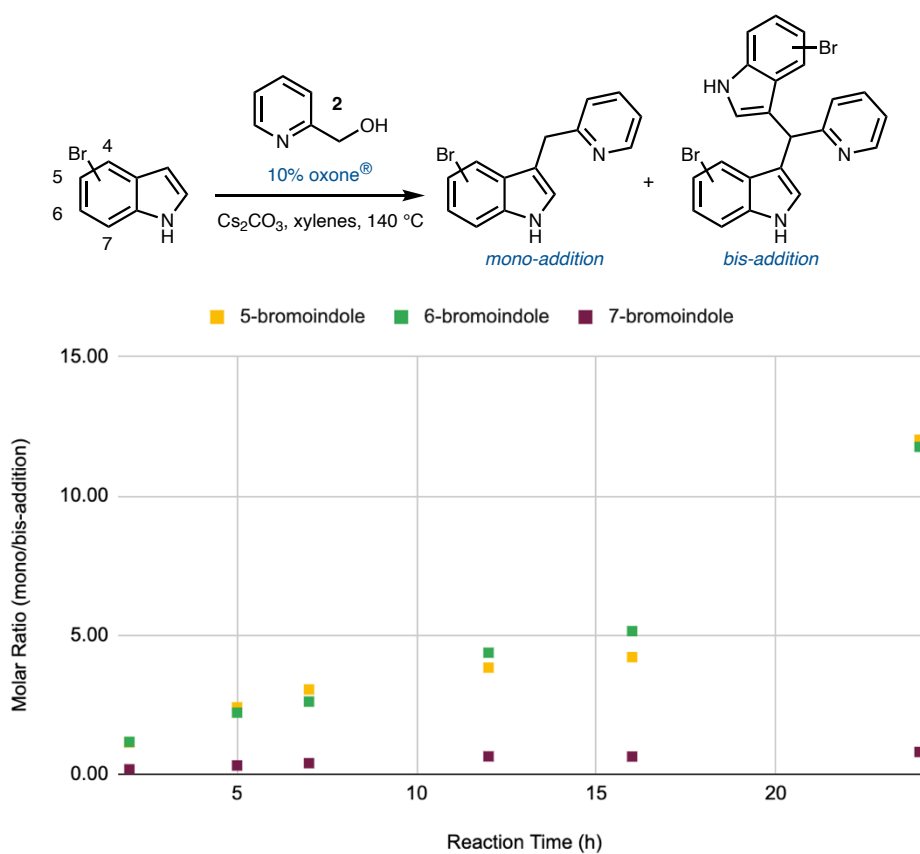 2
OH
N
10% oxone®
Cs₂CO₃, xylenes, 140 °C
Br
4
5
6
7
N
H
Br
N
N
H
mono-addition
+
Br
HN
N
Br
N
H
bis-addition
5-bromoindole 6-bromoindole 7-bromoindole
Molar Ratio (mono/bis-addition)
15.00
10.00
5.00
0.00
5 10 15 20
Reaction Time (h)